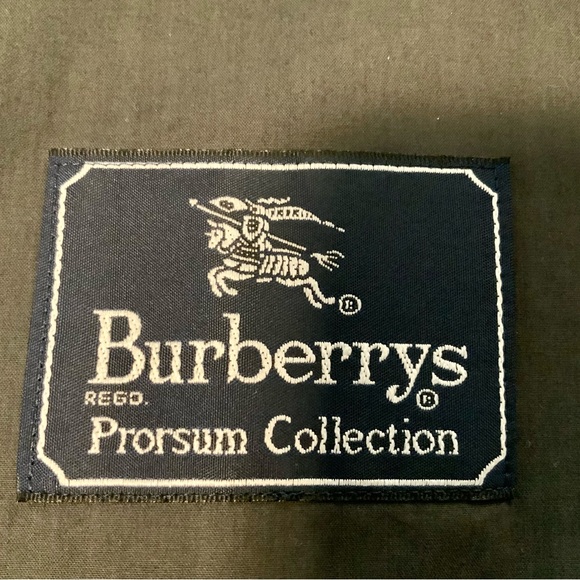 ®
Burberrys
REGD. ®
Prorsum Collection